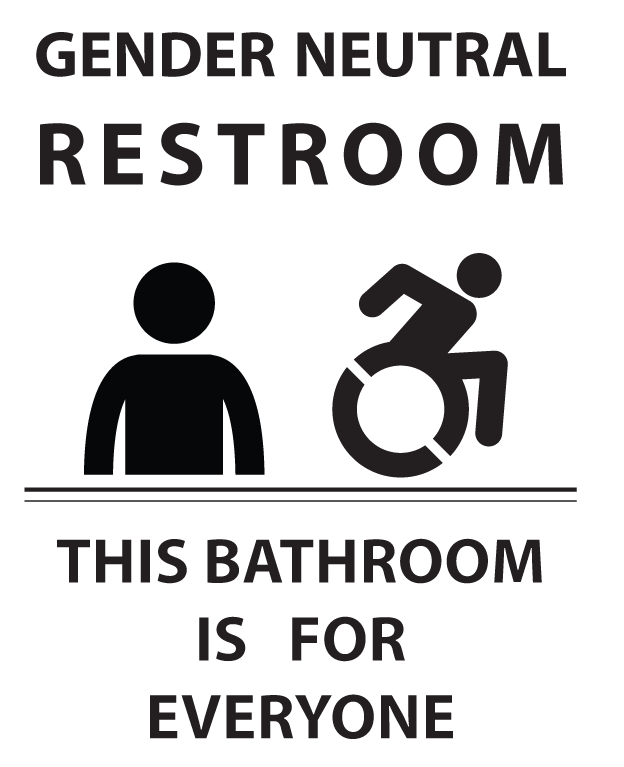 GENDER NEUTRAL
RESTROOM
THIS BATHROOM
IS FOR
EVERYONE